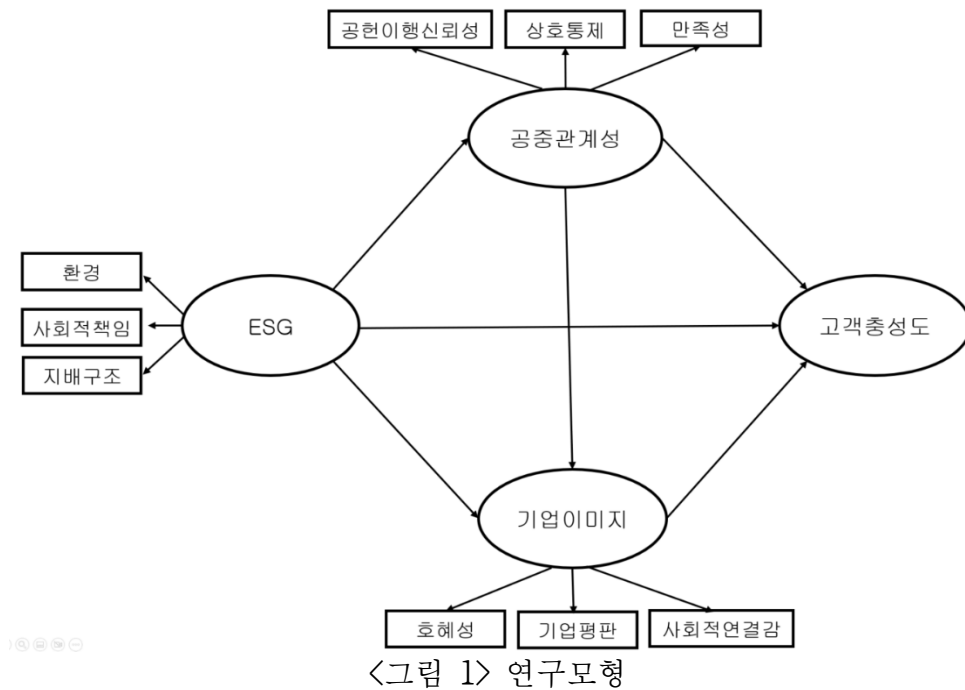 공헌이행신뢰성
상호통제
만족성
공중관계성
환경
사회적책임
지배구조
ESG
고객충성도
기업이미지
호혜성
기업평판
사회적연결감
<그림 1> 연구모형